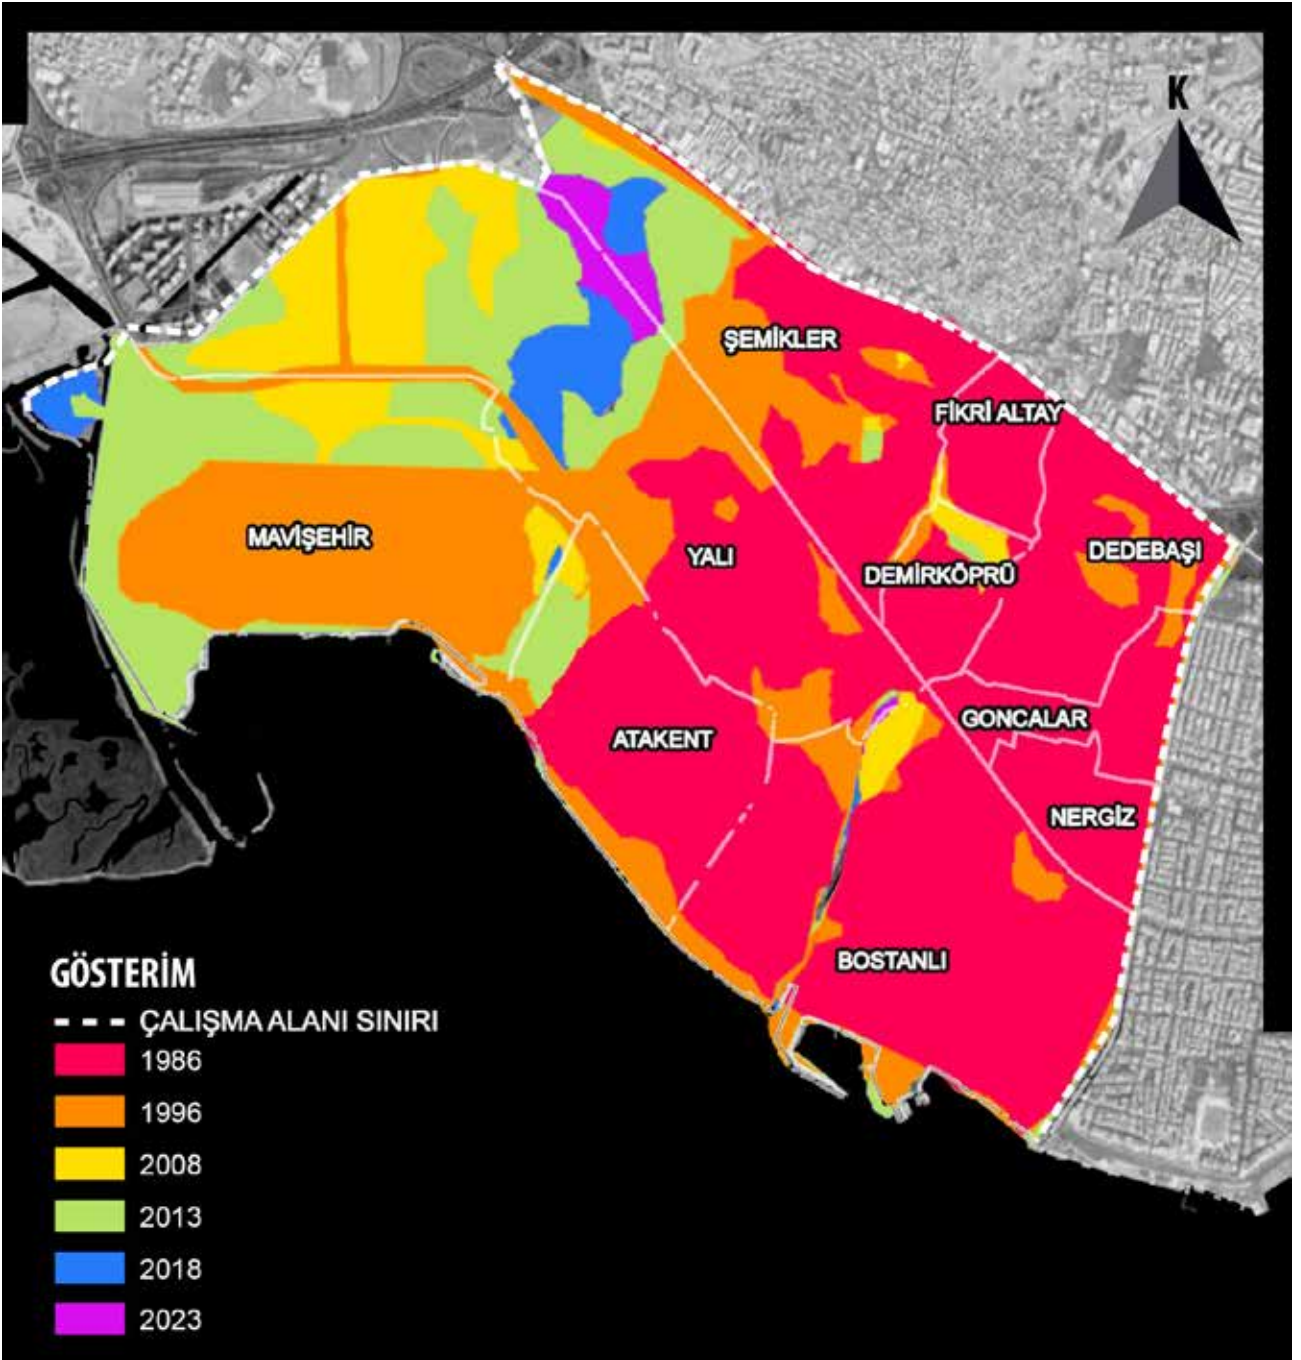 K
ŞEMİKLER
FİKRİ ALTAY
MAVİŞEHİR
YALI
DEDEBAŞI
DEMİRKÖPRÜ
GONCALAR
ATAKENT
NERGİZ
BOSTANLI
GÖSTERİM
ÇALIŞMA ALANI SINIRI
1986
1996
2008
2013
2018
2023